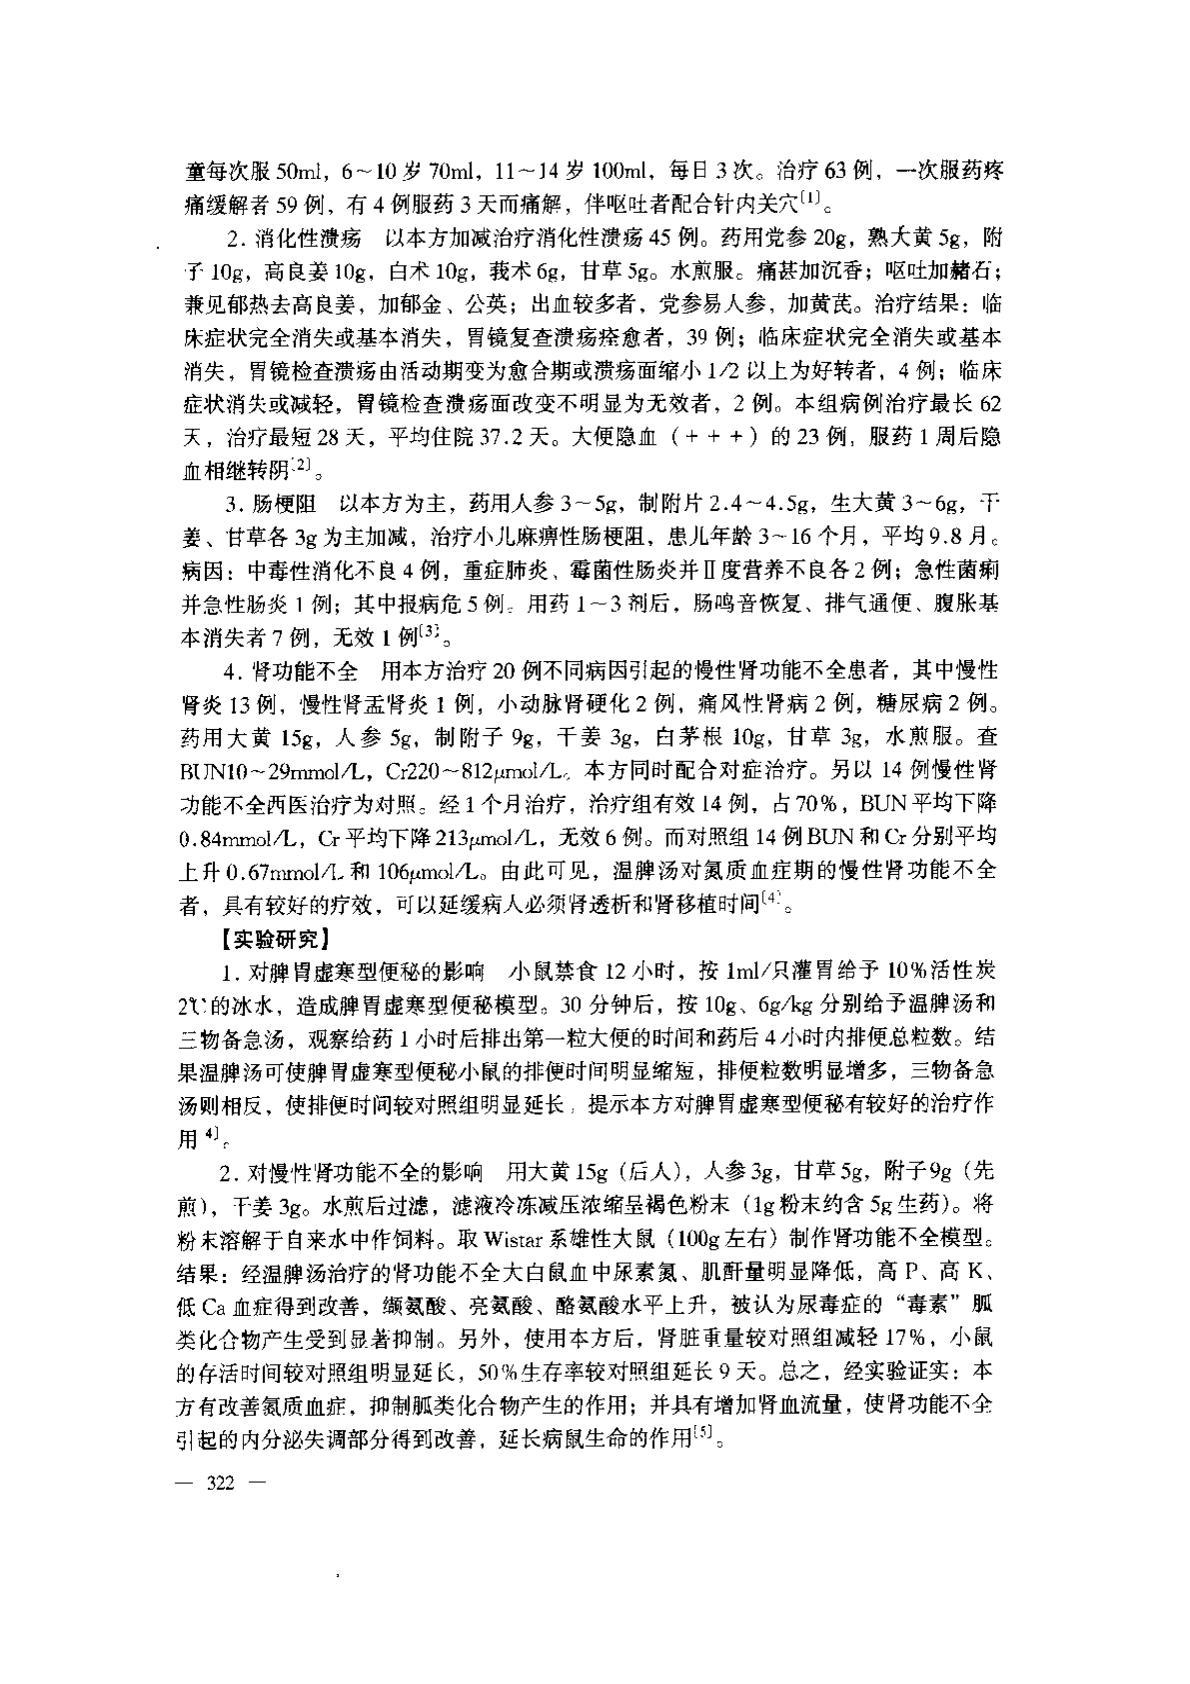 童每次服 50ml，6～10 岁 70ml，11～14 岁 100ml，每日 3 次。治疗 63 例，一次服药疼
痛缓解者 59 例，有 4 例服药 3 天而痛解，伴呕吐者配合针内关穴〔1〕。
2. 消化性溃疡　以本方加减治疗消化性溃疡 45 例。药用党参 20g，熟大黄 5g，附
子 10g，高良姜 10g，白术 10g，莪术 6g，甘草 5g。水煎服。痛甚加沉香；呕吐加赭石；
兼见郁热去高良姜，加郁金、公英；出血较多者，党参易人参，加黄芪。治疗结果：临
床症状完全消失或基本消失，胃镜复查溃疡痊愈者，39 例；临床症状完全消失或基本
消失，胃镜检查溃疡由活动期变为愈合期或溃疡面缩小 1/2 以上为好转者，4 例；临床
症状消失或减轻，胃镜检查溃疡面改变不明显为无效者，2 例。本组病例治疗最长 62
天，治疗最短 28 天，平均住院 37.2 天。大便隐血（+ + +）的 23 例，服药 1 周后隐
血相继转阴〔2〕。
3. 肠梗阻　以本方为主，药用人参 3～5g，制附片 2.4～4.5g，生大黄 3～6g，干
姜、甘草各 3g 为主加减，治疗小儿麻痹性肠梗阻，患儿年龄 3～16 个月，平均 9.8 月。
病因：中毒性消化不良 4 例，重症肺炎、霉菌性肠炎并Ⅱ度营养不良各 2 例；急性菌痢
并急性肠炎 1 例；其中报病危 5 例。用药 1～3 剂后，肠鸣音恢复、排气通便、腹胀基
本消失者 7 例，无效 1 例〔3〕。
4. 肾功能不全　用本方治疗 20 例不同病因引起的慢性肾功能不全患者，其中慢性
肾炎 13 例，慢性肾盂肾炎 1 例，小动脉肾硬化 2 例，痛风性肾病 2 例，糖尿病 2 例。
药用大黄 15g，人参 5g，制附子 9g，干姜 3g，白茅根 10g，甘草 3g，水煎服。查
BUN10～29mmol/L，Cr220～812μmol/L。本方同时配合对症治疗。另以 14 例慢性肾
功能不全西医治疗为对照。经 1 个月治疗，治疗组有效 14 例，占 70%，BUN 平均下降
0.84mmol/L，Cr 平均下降 213μmol/L，无效 6 例。而对照组 14 例 BUN 和 Cr 分别平均
上升 0.67mmol/L 和 106μmol/L。由此可见，温脾汤对氮质血症期的慢性肾功能不全
者，具有较好的疗效，可以延缓病人必须肾透析和肾移植时间〔4〕。
【实验研究】
1. 对脾胃虚寒型便秘的影响　小鼠禁食 12 小时，按 1ml/只灌胃给予 10%活性炭
2℃的冰水，造成脾胃虚寒型便秘模型。30 分钟后，按 10g、6g/kg 分别给予温脾汤和
三物备急汤，观察给药 1 小时后排出第一粒大便的时间和药后 4 小时内排便总粒数。结
果温脾汤可使脾胃虚寒型便秘小鼠的排便时间明显缩短，排便粒数明显增多，三物备急
汤则相反，使排便时间较对照组明显延长，提示本方对脾胃虚寒型便秘有较好的治疗作
用〔4〕。
2. 对慢性肾功能不全的影响　用大黄 15g（后入），人参 3g，甘草 5g，附子 9g（先
煎），干姜 3g。水煎后过滤，滤液冷冻减压浓缩呈褐色粉末（1g 粉末约含 5g 生药）。将
粉末溶解于自来水中作饲料。取 Wistar 系雄性大鼠（100g 左右）制作肾功能不全模型。
结果：经温脾汤治疗的肾功能不全大白鼠血中尿素氮、肌酐量明显降低，高 P、高 K、
低 Ca 血症得到改善，缬氨酸、亮氨酸、酪氨酸水平上升，被认为尿毒症的“毒素”胍
类化合物产生受到显著抑制。另外，使用本方后，肾脏重量较对照组减轻 17%，小鼠
的存活时间较对照组明显延长，50%生存率较对照组延长 9 天。总之，经实验证实：本
方有改善氮质血症，抑制胍类化合物产生的作用；并具有增加肾血流量，使肾功能不全
引起的内分泌失调部分得到改善，延长病鼠生命的作用〔5〕。
— 322 —